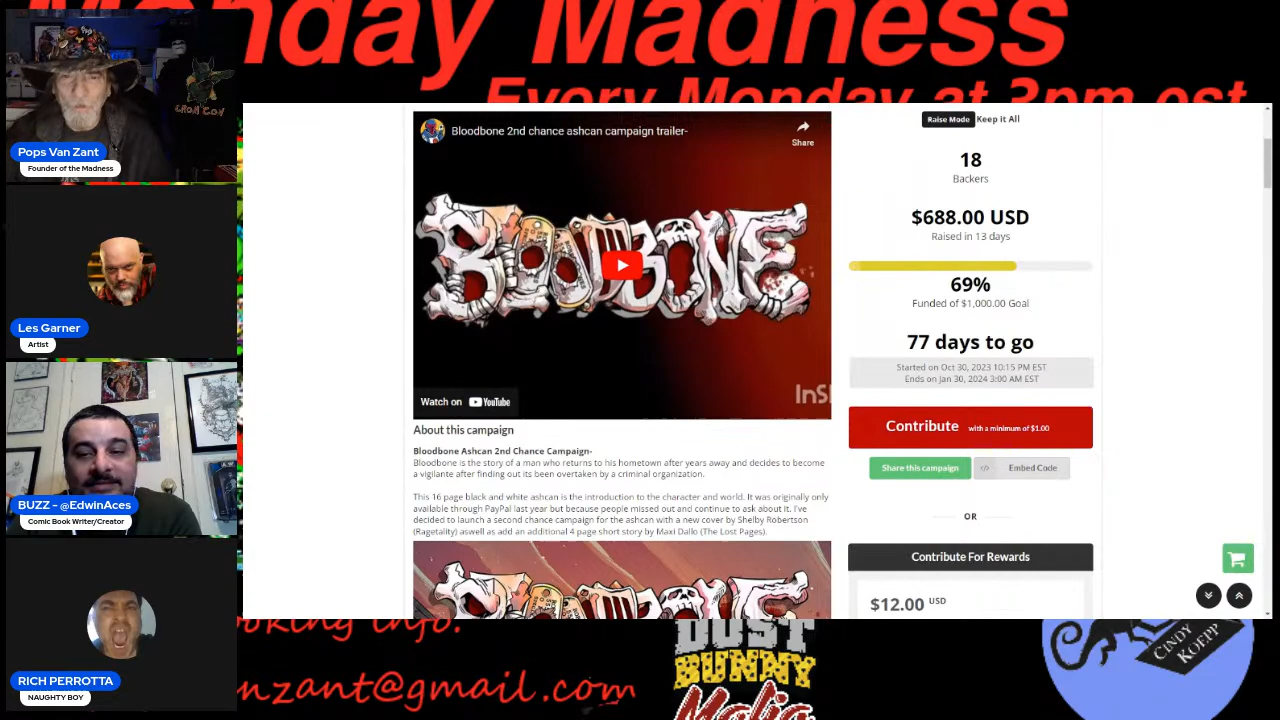 Monday Madness
Every Monday at 3pm est
Pops Van Zant
Founder of the Madness
CROM CON
Les Garner
Artist
BUZZ - @EdwinAces
Comic Book Writer/Creator
RICH PERROTTA
NAUGHTY BOY
Bloodbone 2nd chance ashcan campaign trailer-
Share
BLOODBONE
Watch on YouTube
InSh
About this campaign
Bloodbone Ashcan 2nd Chance Campaign-
Bloodbone is the story of a man who returns to his hometown after years away and decides to become
a vigilante after finding out its been overtaken by a criminal organization.
This 16 page black and white ashcan is the introduction to the character and world. It was originally only
available through PayPal last year but because people missed out and continue to ask about it. I've
decided to launch a second chance campaign for the ashcan with a new cover by Shelby Robertson
(Ragetality) aswell as add an additional 4 page short story by Maxi Dallo (The Lost Pages).
BLOODBONE
Raise Mode Keep it All
18
Backers
$688.00 USD
Raised in 13 days
69%
Funded of $1,000.00 Goal
77 days to go
Started on Oct 30, 2023 10:15 PM EST
Ends on Jan 30, 2024 3:00 AM EST
Contribute with a minimum of $1.00
Share this campaign
</> Embed Code
OR
Contribute For Rewards
$12.00 USD
ooking info:
nzant@gmail.com
DUST
BUNNY
Mafia
CINDY
KOEPP